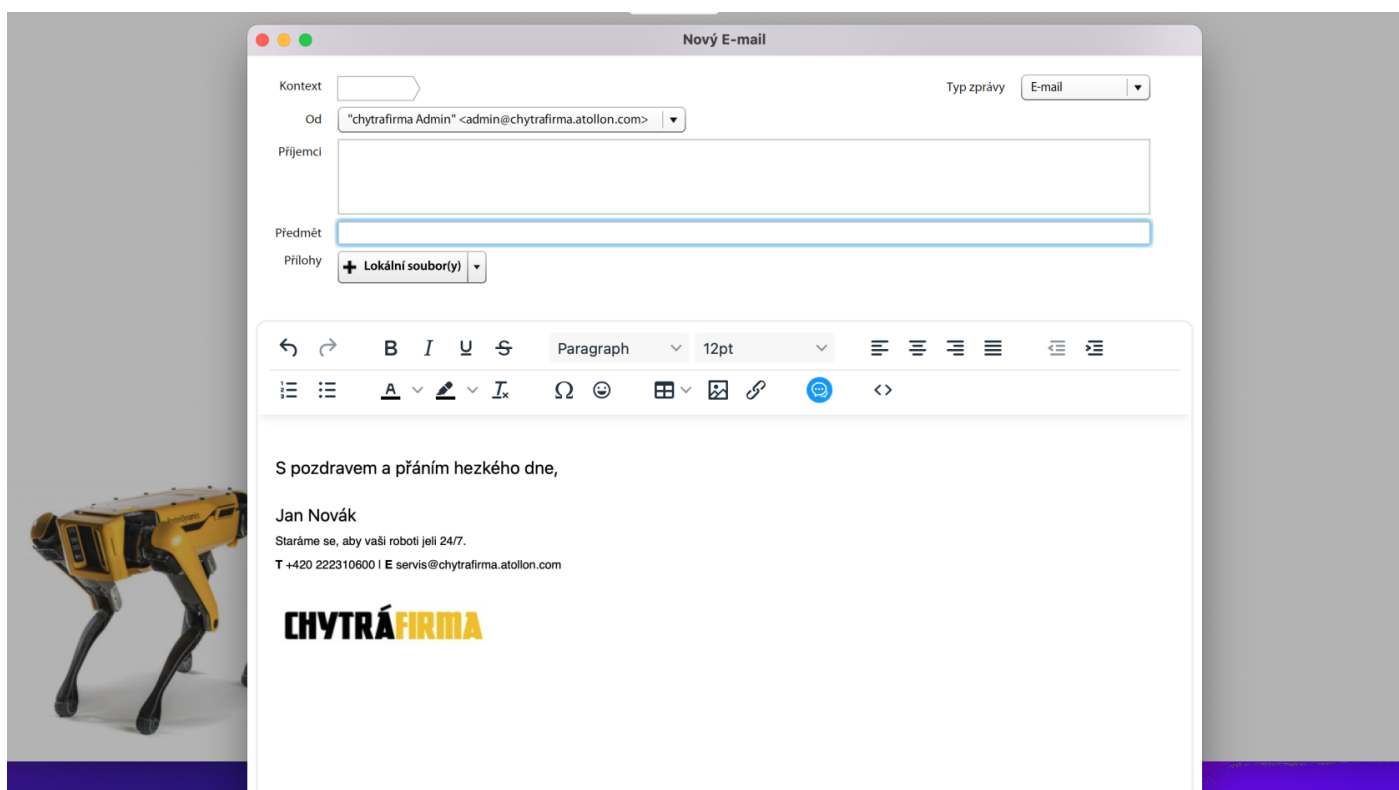 Nový E-mail
Kontext
Typ zprávy E-mail
Od "chytrafirma Admin" <admin@chytrafirma.atollon.com>
Příjemci
Předmět
Přílohy + Lokální soubor(y)
B I U S Paragraph 12pt
A Ix Ω <>
S pozdravem a přáním hezkého dne,
Jan Novák
Staráme se, aby vaši roboti jeli 24/7.
T +420 222310600 I E servis@chytrafirma.atollon.com
CHYTRÁFIRMA